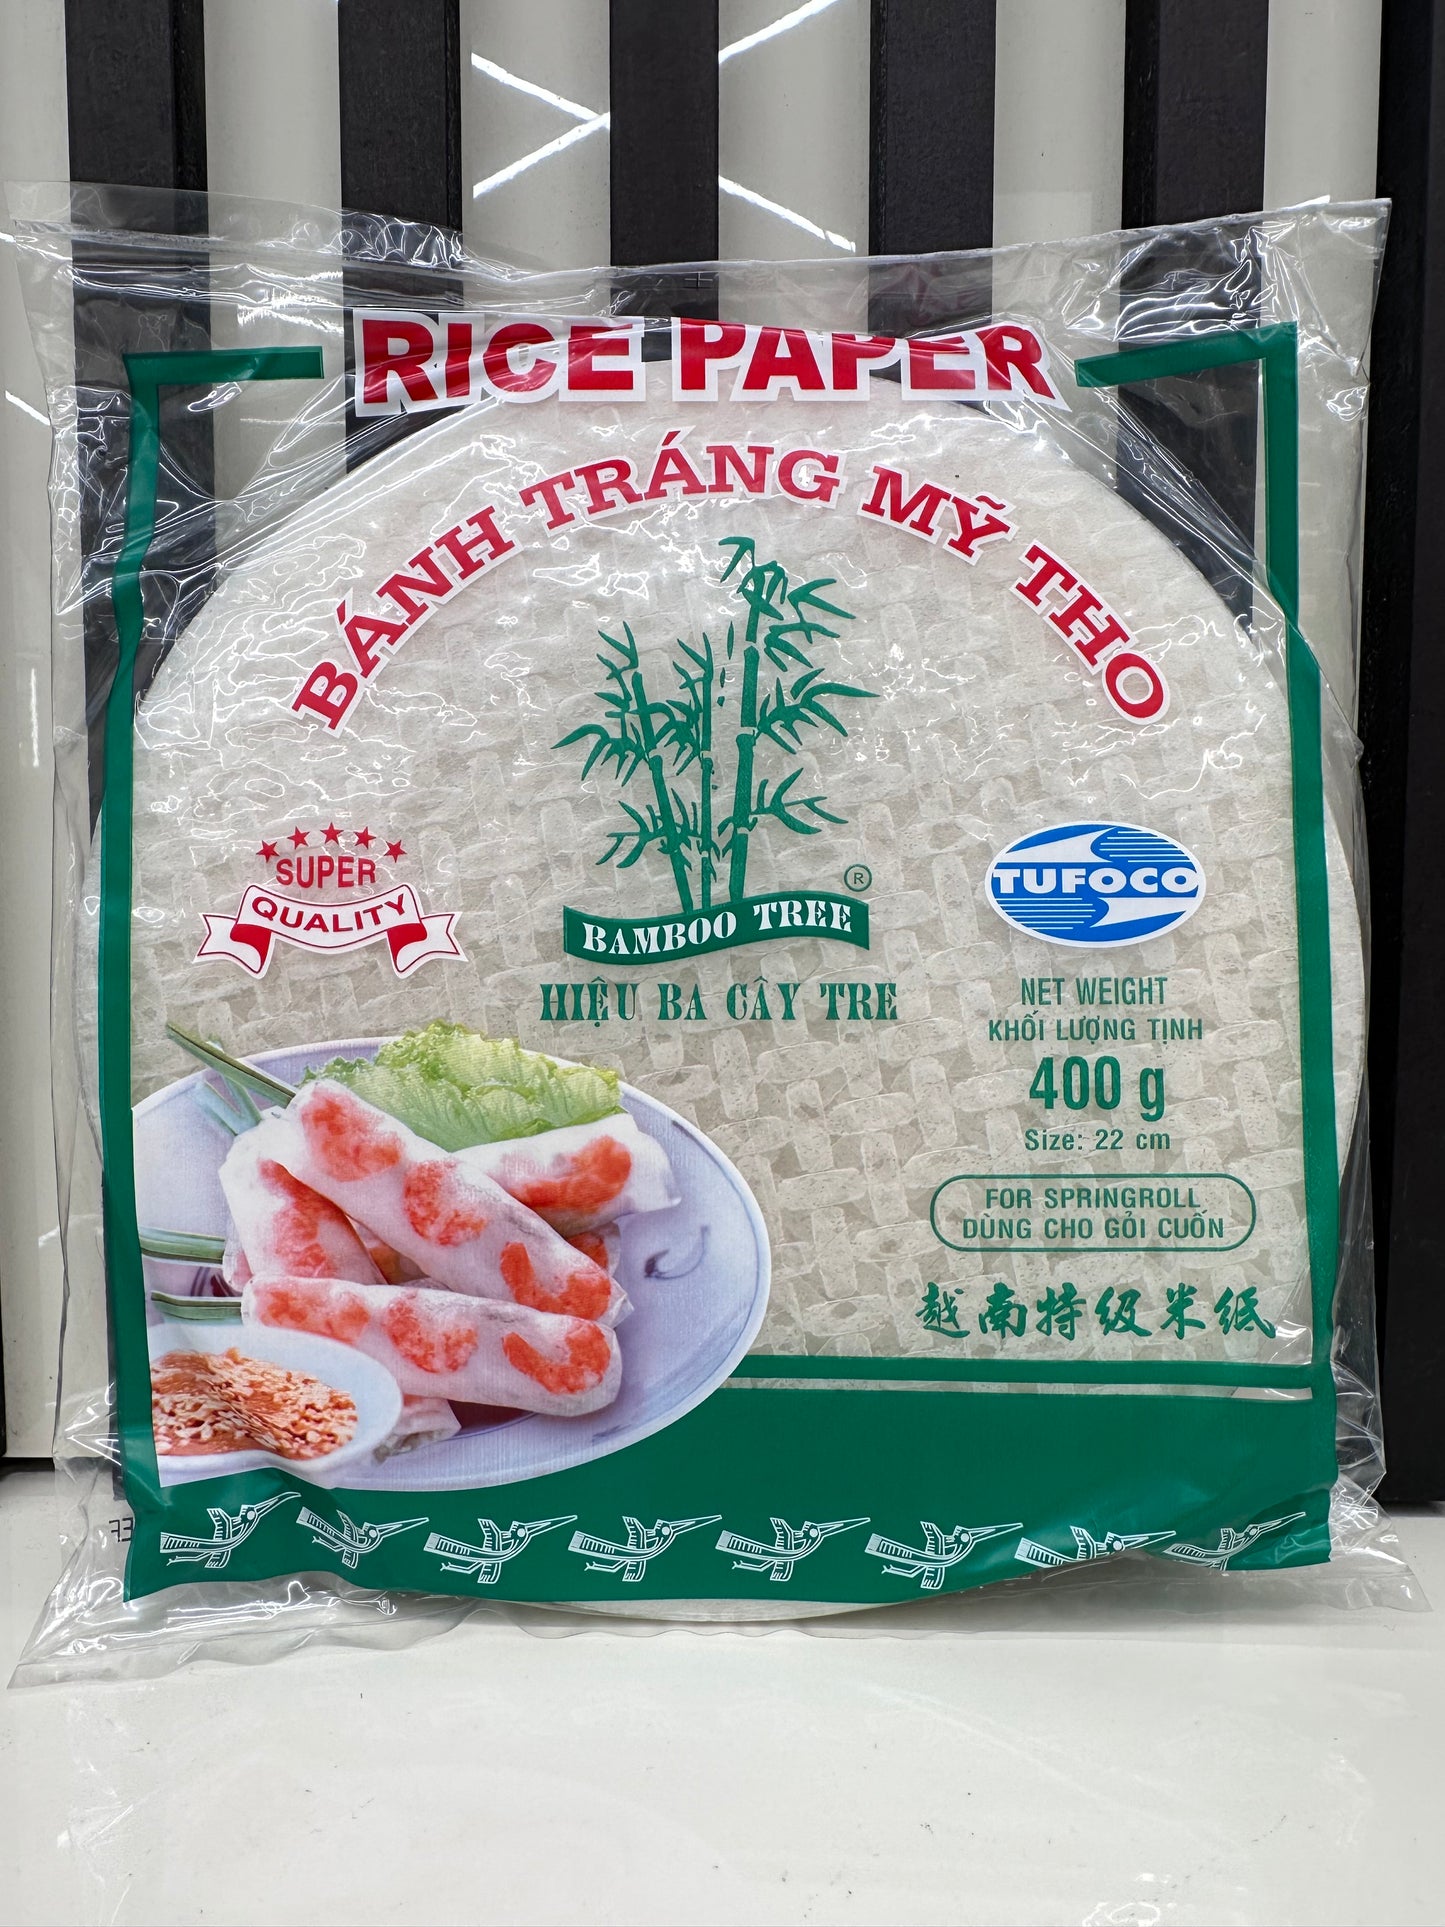 RICE PAPER
BÁNH TRÁNG MỸ THO
SUPER
QUALITY
®
BAMBOO TREE
HIỆU BA CÂY TRE
TUFOCO
NET WEIGHT
KHỐI LƯỢNG TỊNH
400 g
Size: 22 cm
FOR SPRINGROLL
DÙNG CHO GỎI CUỐN
越南特级米纸